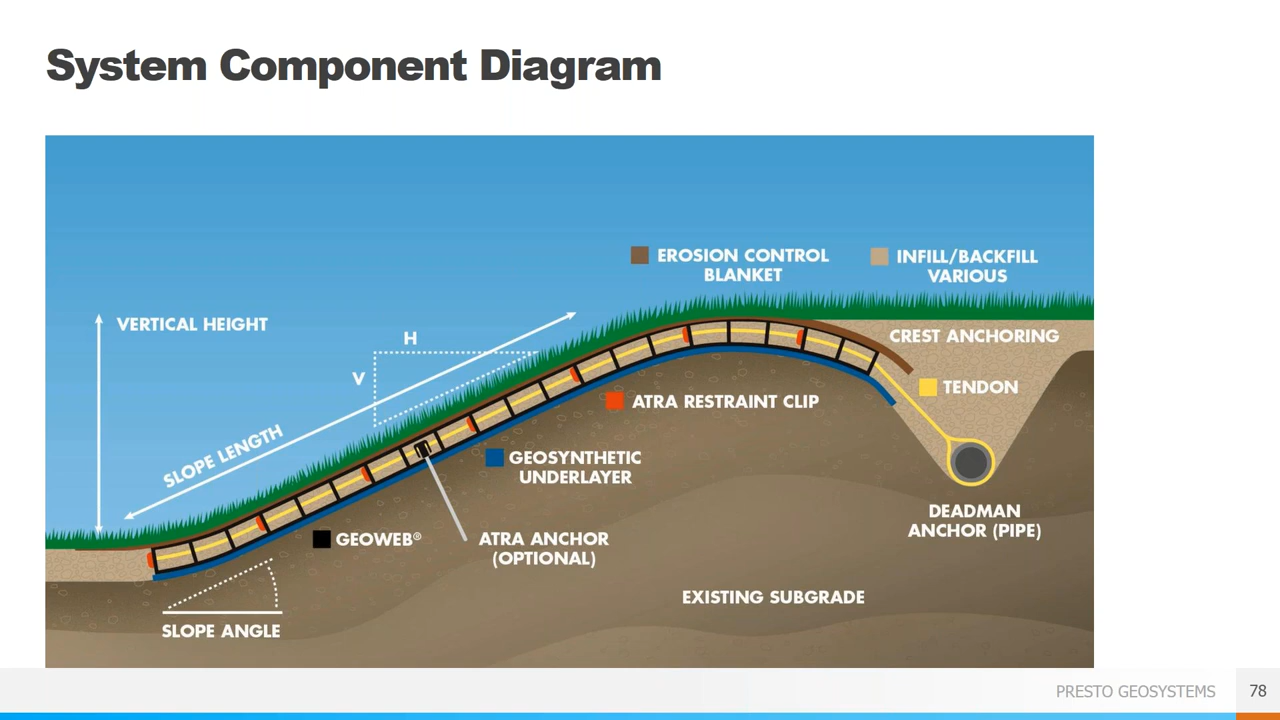 System Component Diagram
EROSION CONTROL
BLANKET
INFILL/BACKFILL
VARIOUS
VERTICAL HEIGHT
H
V
CREST ANCHORING
TENDON
ATRA RESTRAINT CLIP
SLOPE LENGTH
GEOSYNTHETIC
UNDERLAYER
DEADMAN
ANCHOR (PIPE)
GEOWEB®
ATRA ANCHOR
(OPTIONAL)
EXISTING SUBGRADE
SLOPE ANGLE
PRESTO GEOSYSTEMS
78